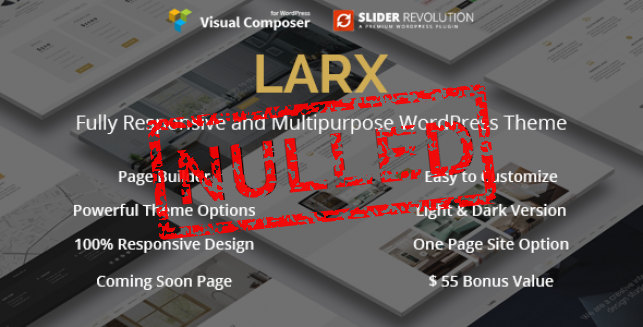 for WordPress
Visual Composer
SLIDER REVOLUTION
A PREMIUM WORDPRESS PLUGIN
LARX
Fully Responsive and Multipurpose WordPress Theme
NULLED
Page Builder
Easy to Customize
Powerful Theme Options
Light & Dark Version
100% Responsive Design
One Page Site Option
Coming Soon Page
$ 55 Bonus Value